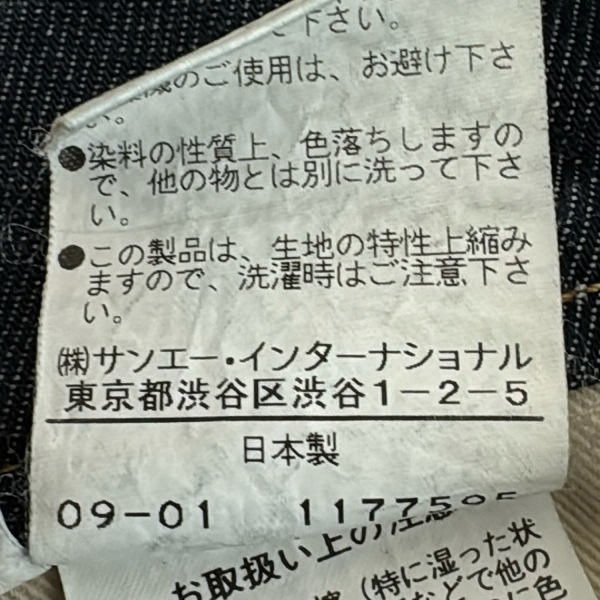 下さい。
のご使用は、お避け下さ
い。
●染料の性質上、色落ちしますの
で、他の物とは別に洗って下さ
い。
●この製品は、生地の特性上縮み
ますので、洗濯時はご注意下さ
い。
㈱サンエー・インターナショナル
東京都渋谷区渋谷1-2-5
日本製
09-01
お取扱い上の注意
(特に湿った状
などで他の
に色